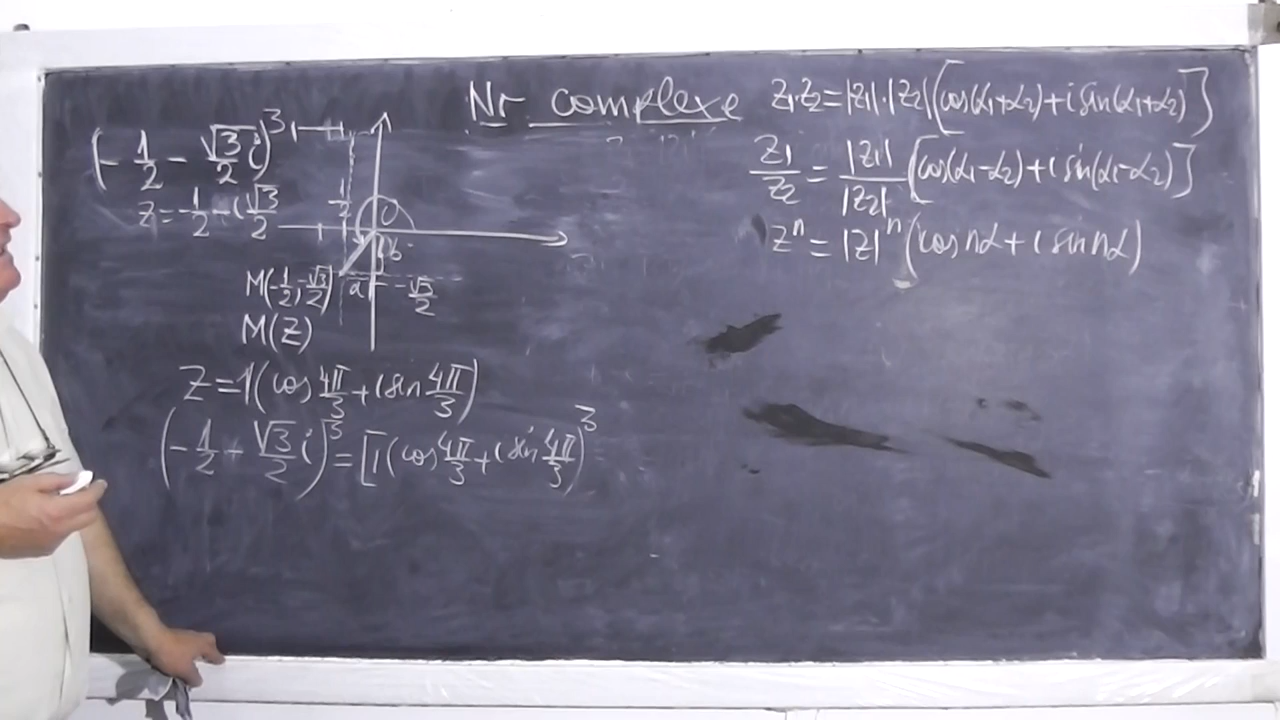 Nr complexe
(-1/2 - √3/2 i)^3
z = -1/2 - i√3/2
1/2
M(-1/2, -√3/2)
a
-√3/2
M(Z)
Z = 1(cos 4π/3 + i sin 4π/3)
(-1/2 - √3/2 i)^3 = [1(cos 4π/3 + i sin 4π/3)^3
z1·z2 = |z1|·|z2|[cos(α1+α2) + i sin(α1+α2)]
z1/z2 = |z1|/|z2| [cos(α1-α2) + i sin(α1-α2)]
z^n = |z|^n (cos nα + i sin nα)